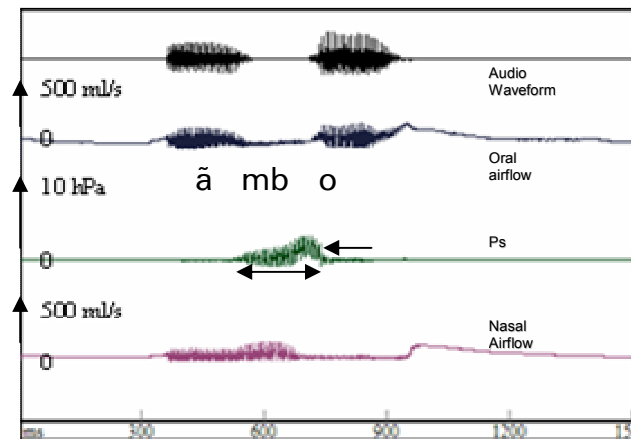 Audio
Waveform
500 ml/s
0
Oral
airflow
ã mb o
10 hPa
Ps
0
500 ml/s
Nasal
Airflow
0
ms 300 600 900 1200 15